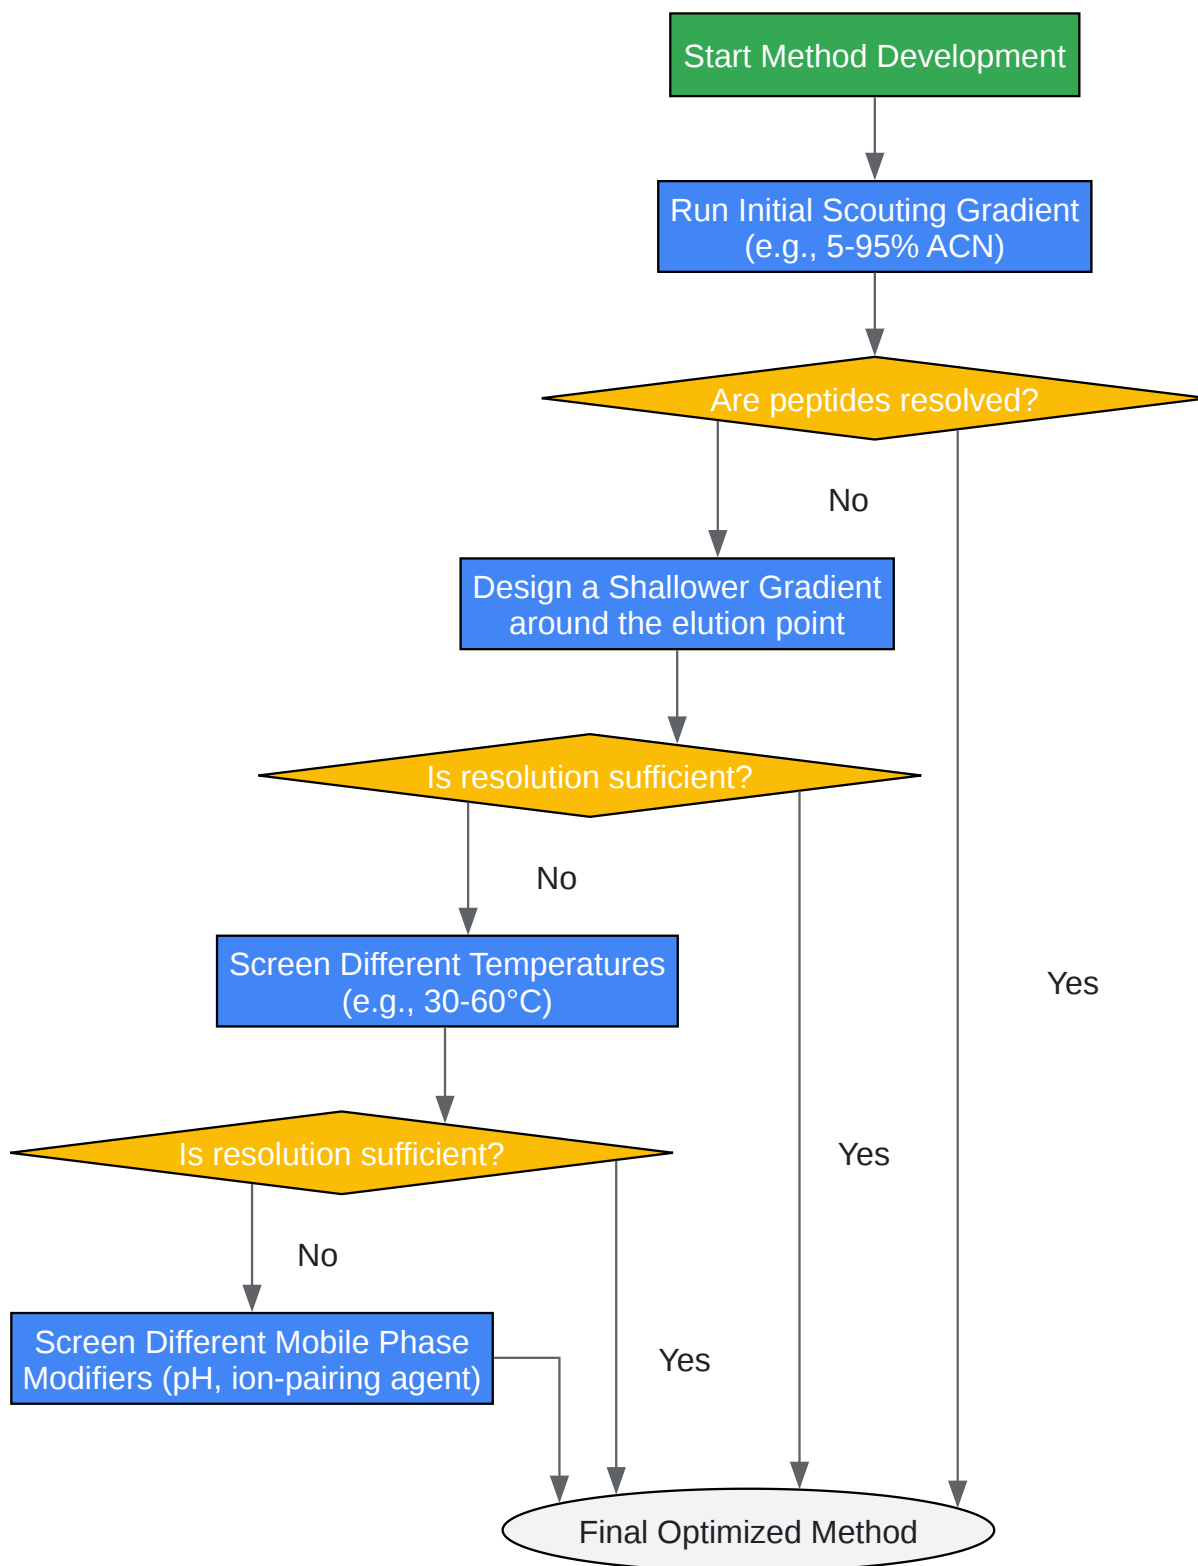 Start Method Development
Run Initial Scouting Gradient
(e.g., 5-95% ACN)
Are peptides resolved?
No
Design a Shallower Gradient
around the elution point
Is resolution sufficient?
No
Screen Different Temperatures
(e.g., 30-60°C)
Yes
Is resolution sufficient?
Yes
No
Screen Different Mobile Phase
Modifiers (pH, ion-pairing agent)
Yes
Final Optimized Method